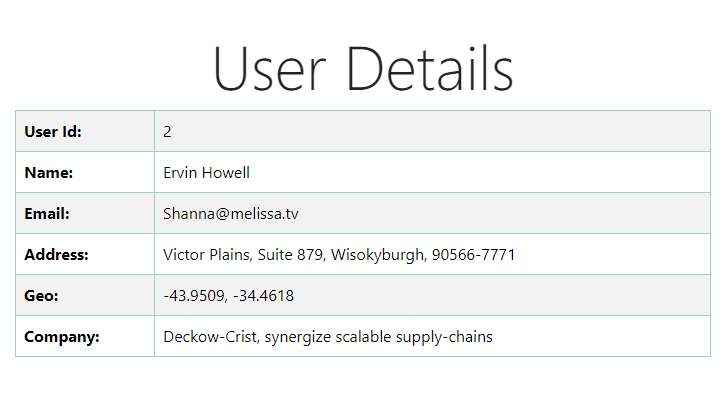 User Details
User Id: 2
Name: Ervin Howell
Email: Shanna@melissa.tv
Address: Victor Plains, Suite 879, Wisokyburgh, 90566-7771
Geo: -43.9509, -34.4618
Company: Deckow-Crist, synergize scalable supply-chains